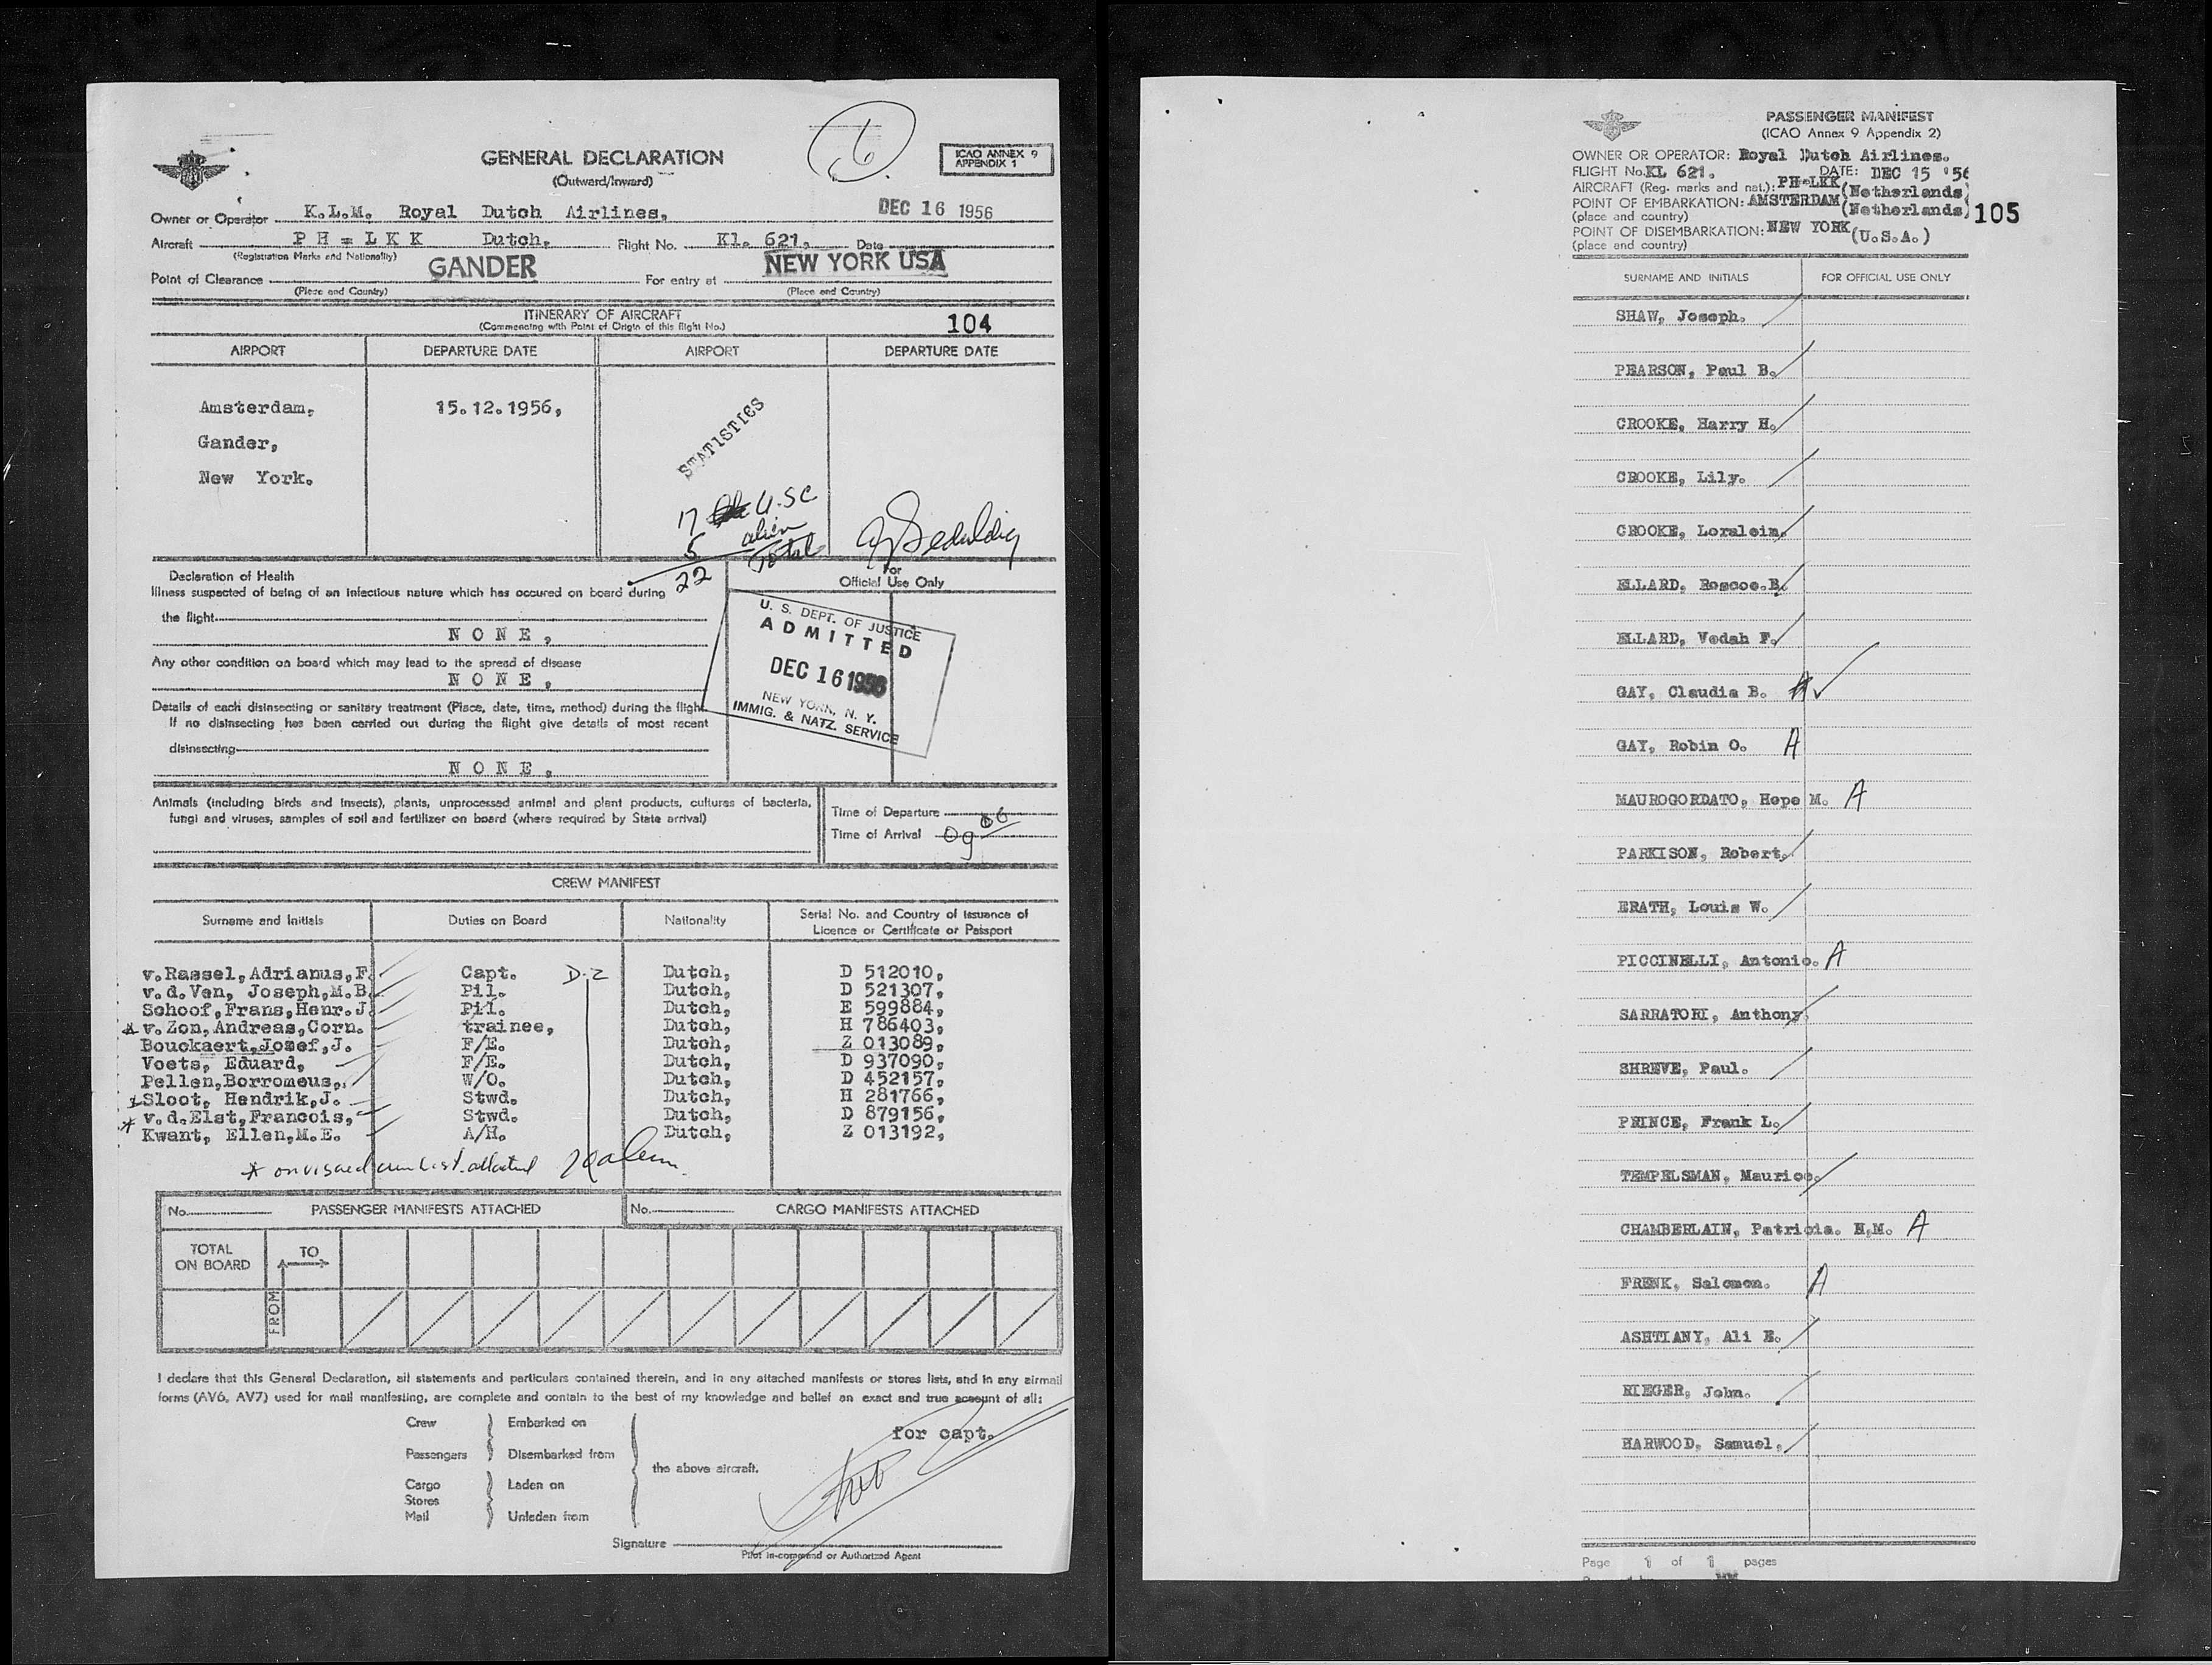 6
GENERAL DECLARATION
(Outward/Inward)
ICAO ANNEX 9
APPENDIX 1
Owner or Operator K.L.M. Royal Dutch Airlines,
DEC 16 1956
Aircraft PH = LKK Dutch, Flight No. Kl. 621, Date
(Registration Marks and Nationality)
Point of Clearance GANDER For entry at NEW YORK USA
(Place and Country) (Place and Country)
ITINERARY OF AIRCRAFT
(Commencing with Point of Origin of this flight No.)
104
AIRPORT DEPARTURE DATE AIRPORT DEPARTURE DATE
Amsterdam, 15.12.1956,
Gander,
New York.
STATISTICS
17 U.SC
5 alien
22 Total
Declaration of Health
Illness suspected of being of an infectious nature which has occured on board during
the flight
NONE,
Any other condition on board which may lead to the spread of disease
NONE,
Details of each disinsecting or sanitary treatment (Place, date, time, method) during the flight.
If no disinsecting has been carried out during the flight give details of most recent
disinsecting
NONE,
For
Official Use Only
U. S. DEPT. OF JUSTICE
ADMITTED
DEC 16 1956
NEW YORK, N. Y.
IMMIG. & NATZ. SERVICE
Animals (including birds and insects), plants, unprocessed animal and plant products, cultures of bacteria,
fungi and viruses, samples of soil and fertilizer on board (where required by State arrival)
Time of Departure
Time of Arrival 0906
CREW MANIFEST
Surname and Initials Duties on Board Nationality Serial No. and Country of Issuance of
Licence or Certificate or Passport
v.Rassel,Adrianus,F. Capt. D-2 Dutch, D 512010,
v.d.Ven, Joseph,M.B. Pil. Dutch, D 521307,
Schoof,Frans,Henr.J. Pil. Dutch, E 599884,
* v.Zon,Andreas,Corn. trainee, Dutch, H 786403,
Bouckaert,Josef,J. F/E. Dutch, Z 013089,
Voets, Eduard, F/E. Dutch, D 937090,
Pellen,Borromeus,. W/O. Dutch, D 452157,
* Sloot, Hendrik,J. Stwd. Dutch, H 281766,
* v.d.Elst,Francois, Stwd. Dutch, D 879156,
Kwant, Ellen,M.E. A/H. Dutch, Z 013192,
* on visaed crew list attached
No. PASSENGER MANIFESTS ATTACHED No. CARGO MANIFESTS ATTACHED
TOTAL
ON BOARD
TO
FROM
I declare that this General Declaration, all statements and particulars contained therein, and in any attached manifests or stores lists, and in any airmail
forms (AV6, AV7) used for mail manifesting, are complete and contain to the best of my knowledge and belief an exact and true account of all:
Crew Embarked on
Passengers Disembarked from
Cargo Laden on
Stores
Mail Unladen from
the above aircraft.
for capt.
Signature
Pilot in-command or Authorized Agent
PASSENGER MANIFEST
(ICAO Annex 9 Appendix 2)
OWNER OR OPERATOR: Royal Dutch Airlines.
FLIGHT No. KL 621. DATE: DEC 15 '56
AIRCRAFT (Reg. marks and nat.): PH=LKK (Netherlands)
POINT OF EMBARKATION: AMSTERDAM (Netherlands)
(place and country)
105
POINT OF DISEMBARKATION: NEW YORK (U.S.A.)
(place and country)
SURNAME AND INITIALS FOR OFFICIAL USE ONLY
SHAW, Joseph.
PEARSON, Paul B.
CROOKE, Harry H.
CROOKE, Lily.
CROOKE, Loralein.
ELLARD, Roscoe.B.
ELLARD, Vedah F.
GAY, Claudia B.
GAY, Robin O. A
MAUROGORDATO, Hope M. A
PARKISON, Robert.
ERATH, Louis W.
PICCINELLI, Antonio. A
SARRATORI, Anthony
SHREVE, Paul.
PRINCE, Frank L.
TEMPELSMAN, Maurice.
CHAMBERLAIN, Patricia. H.M. A
FRENK, Salomon. A
ASHTIANY, Ali E.
RIEGER, John.
HARWOOD, Samuel.
Page 1 of 1 pages